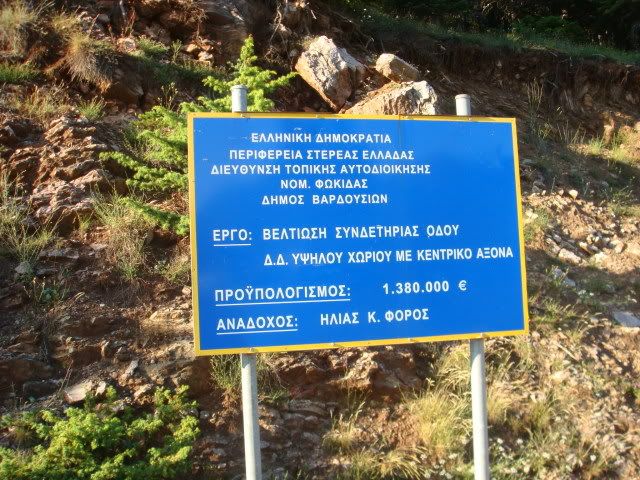 ΕΛΛΗΝΙΚΗ ΔΗΜΟΚΡΑΤΙΑ
ΠΕΡΙΦΕΡΕΙΑ ΣΤΕΡΕΑΣ ΕΛΛΑΔΑΣ
ΔΙΕΥΘΥΝΣΗ ΤΟΠΙΚΗΣ ΑΥΤΟΔΙΟΙΚΗΣΗΣ
ΝΟΜ. ΦΩΚΙΔΑΣ
ΔΗΜΟΣ ΒΑΡΔΟΥΣΙΩΝ
ΕΡΓΟ: ΒΕΛΤΙΩΣΗ ΣΥΝΔΕΤΗΡΙΑΣ ΟΔΟΥ
Δ.Δ. ΥΨΗΛΟΥ ΧΩΡΙΟΥ ΜΕ ΚΕΝΤΡΙΚΟ ΑΞΟΝΑ
ΠΡΟΫΠΟΛΟΓΙΣΜΟΣ: 1.380.000 €
ΑΝΑΔΟΧΟΣ: ΗΛΙΑΣ Κ. ΦΟΡΟΣ